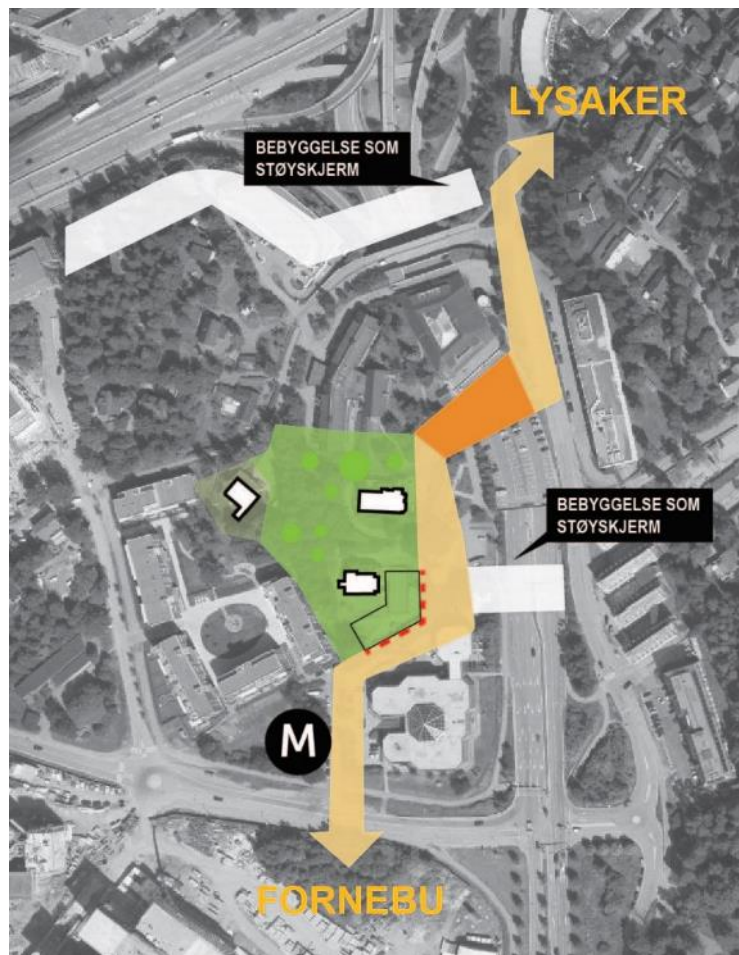 LYSAKER
BEBYGGELSE SOM
STØYSKJERM
BEBYGGELSE SOM
STØYSKJERM
M
FORNEBU